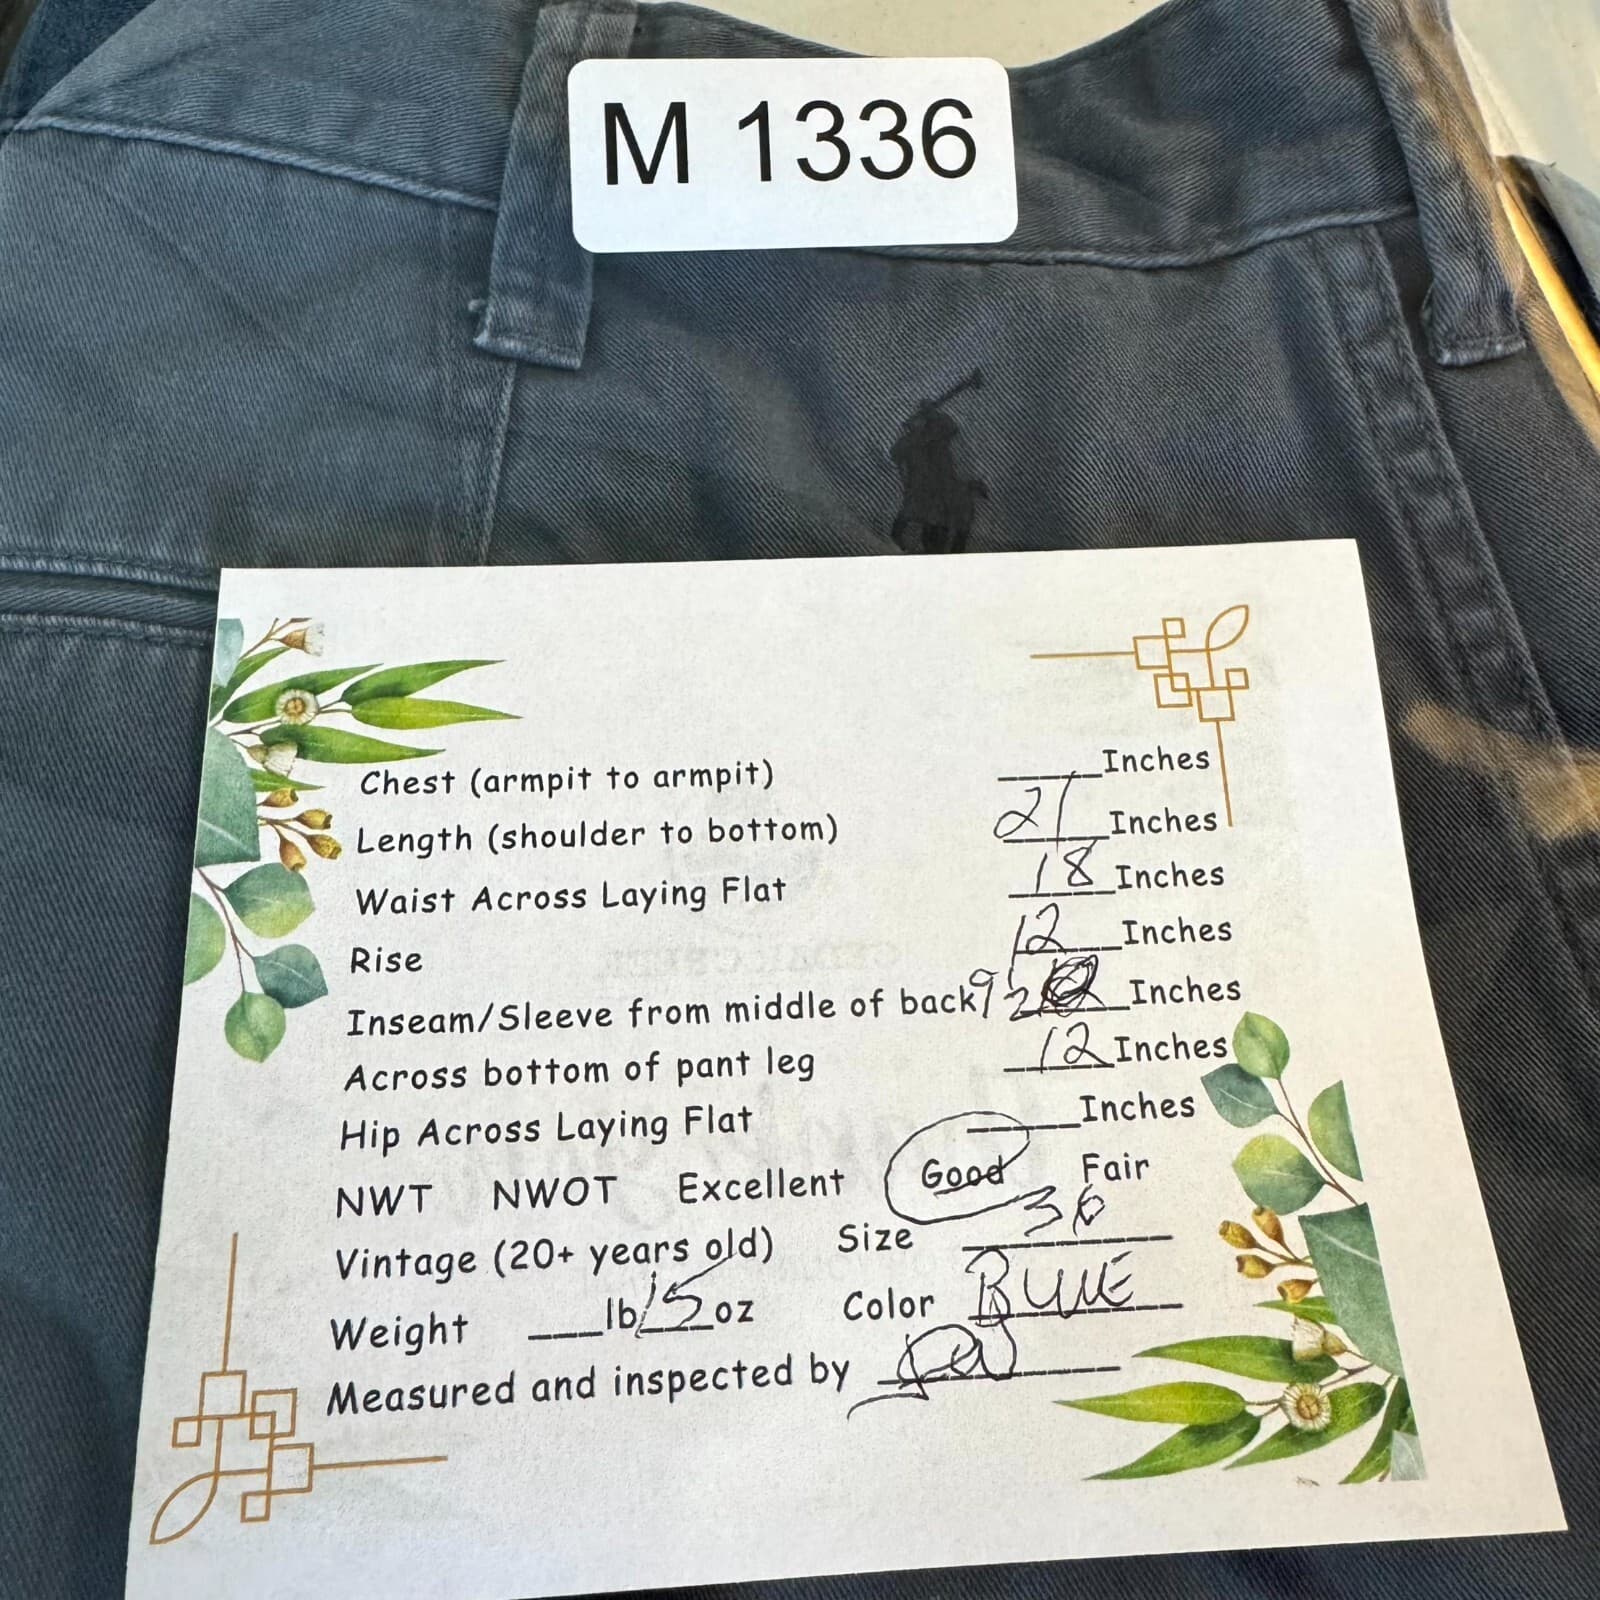 M 1336
Chest (armpit to armpit) ____Inches
Length (shoulder to bottom) 21 Inches
Waist Across Laying Flat 18 Inches
Rise 12 Inches
Inseam/Sleeve from middle of back Inches
Across bottom of pant leg 12 Inches
Hip Across Laying Flat ____Inches
NWT NWOT Excellent Good Fair
Vintage (20+ years old) Size 36
Weight ___lb 15 oz Color BLUE
Measured and inspected by